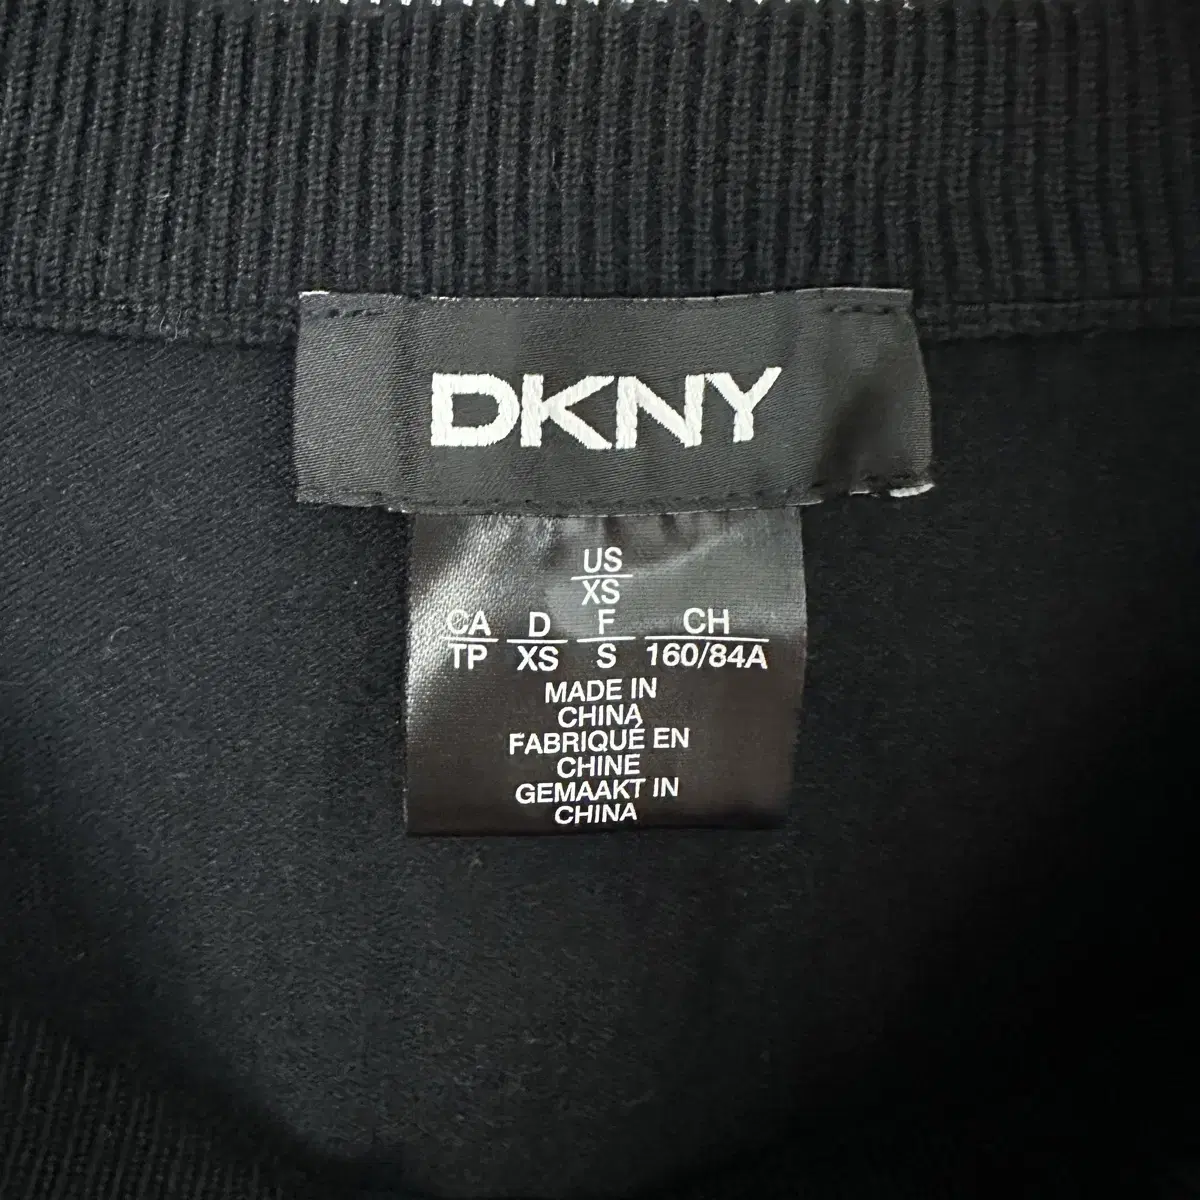 DKNY
US
XS
CA D F CH
TP XS S 160/84A
MADE IN
CHINA
FABRIQUÉ EN
CHINE
GEMAAKT IN
CHINA